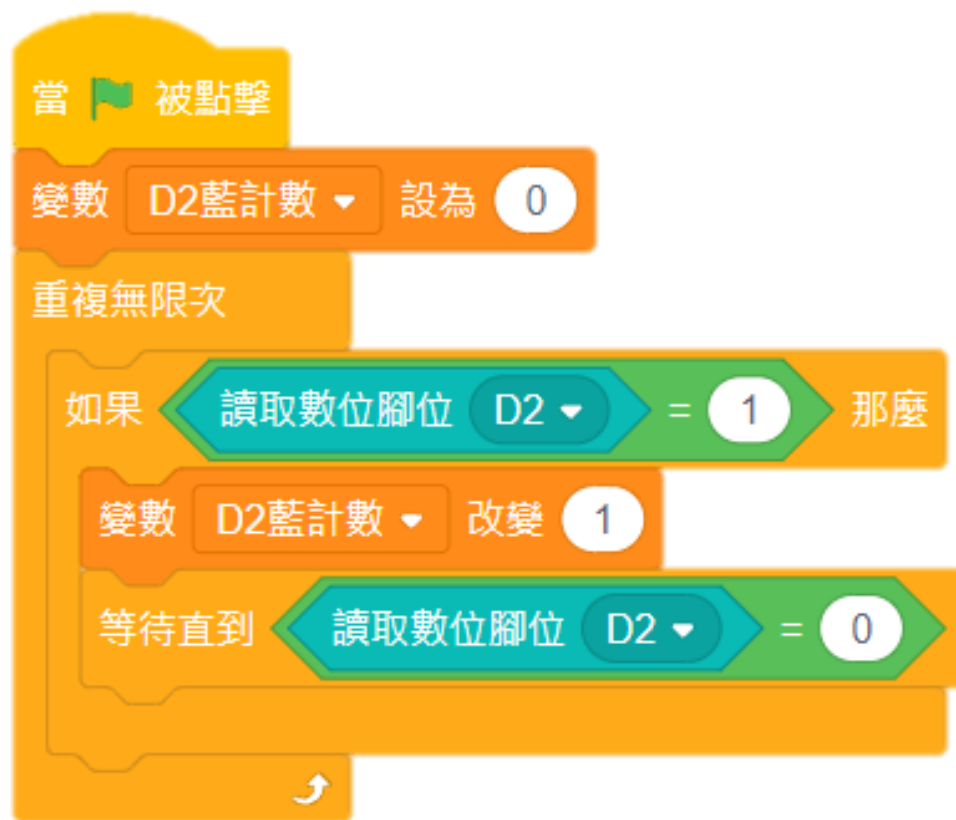 當 被點擊
變數 D2藍計數 設為 0
重複無限次
如果 讀取數位腳位 D2 = 1 那麼
變數 D2藍計數 改變 1
等待直到 讀取數位腳位 D2 = 0